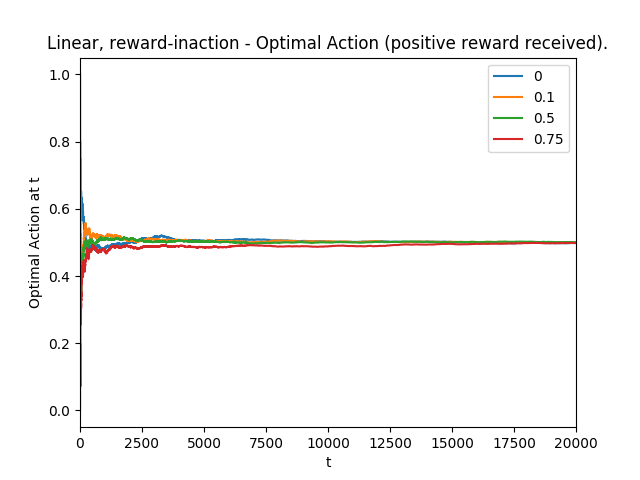 Linear, reward-inaction - Optimal Action (positive reward received).
Optimal Action at t
1.0
0.8
0.6
0.4
0.2
0.0
0
0.1
0.5
0.75
0 2500 5000 7500 10000 12500 15000 17500 20000
t